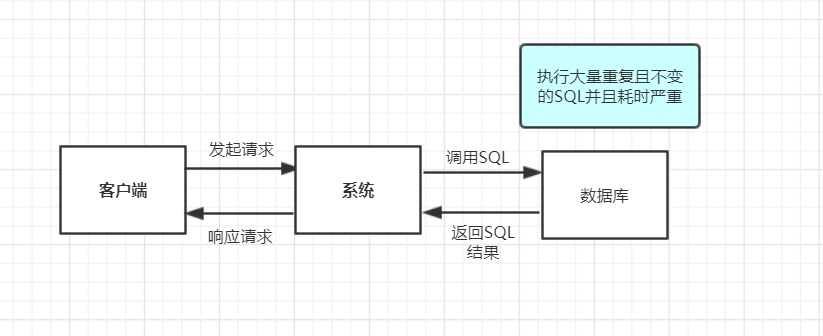 执行大量重复且不变
的SQL并且耗时严重
发起请求
调用SQL
客户端
系统
数据库
响应请求
返回SQL
结果